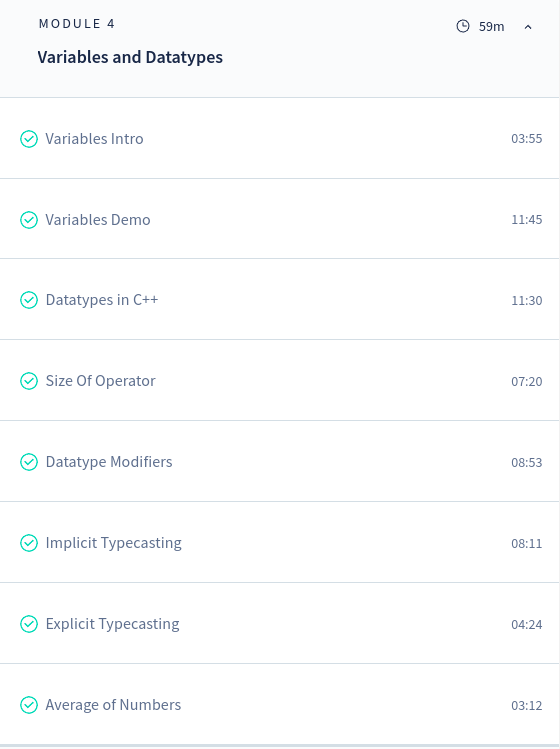 MODULE 4
59m
Variables and Datatypes
Variables Intro 03:55
Variables Demo 11:45
Datatypes in C++ 11:30
Size Of Operator 07:20
Datatype Modifiers 08:53
Implicit Typecasting 08:11
Explicit Typecasting 04:24
Average of Numbers 03:12